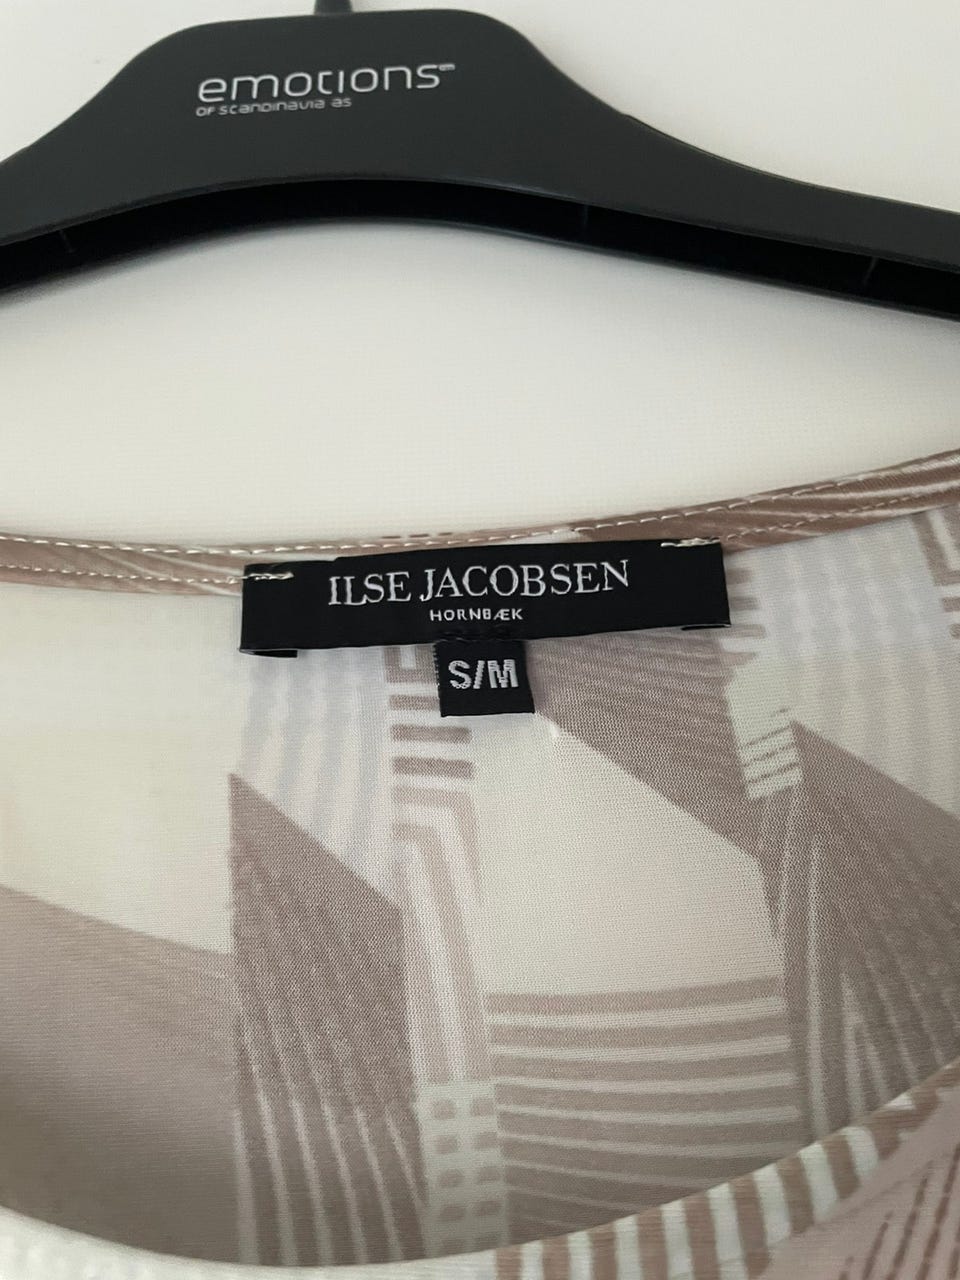 emotions
OF SCANDINAVIA AS
ILSE JACOBSEN
HORNBÆK
S/M